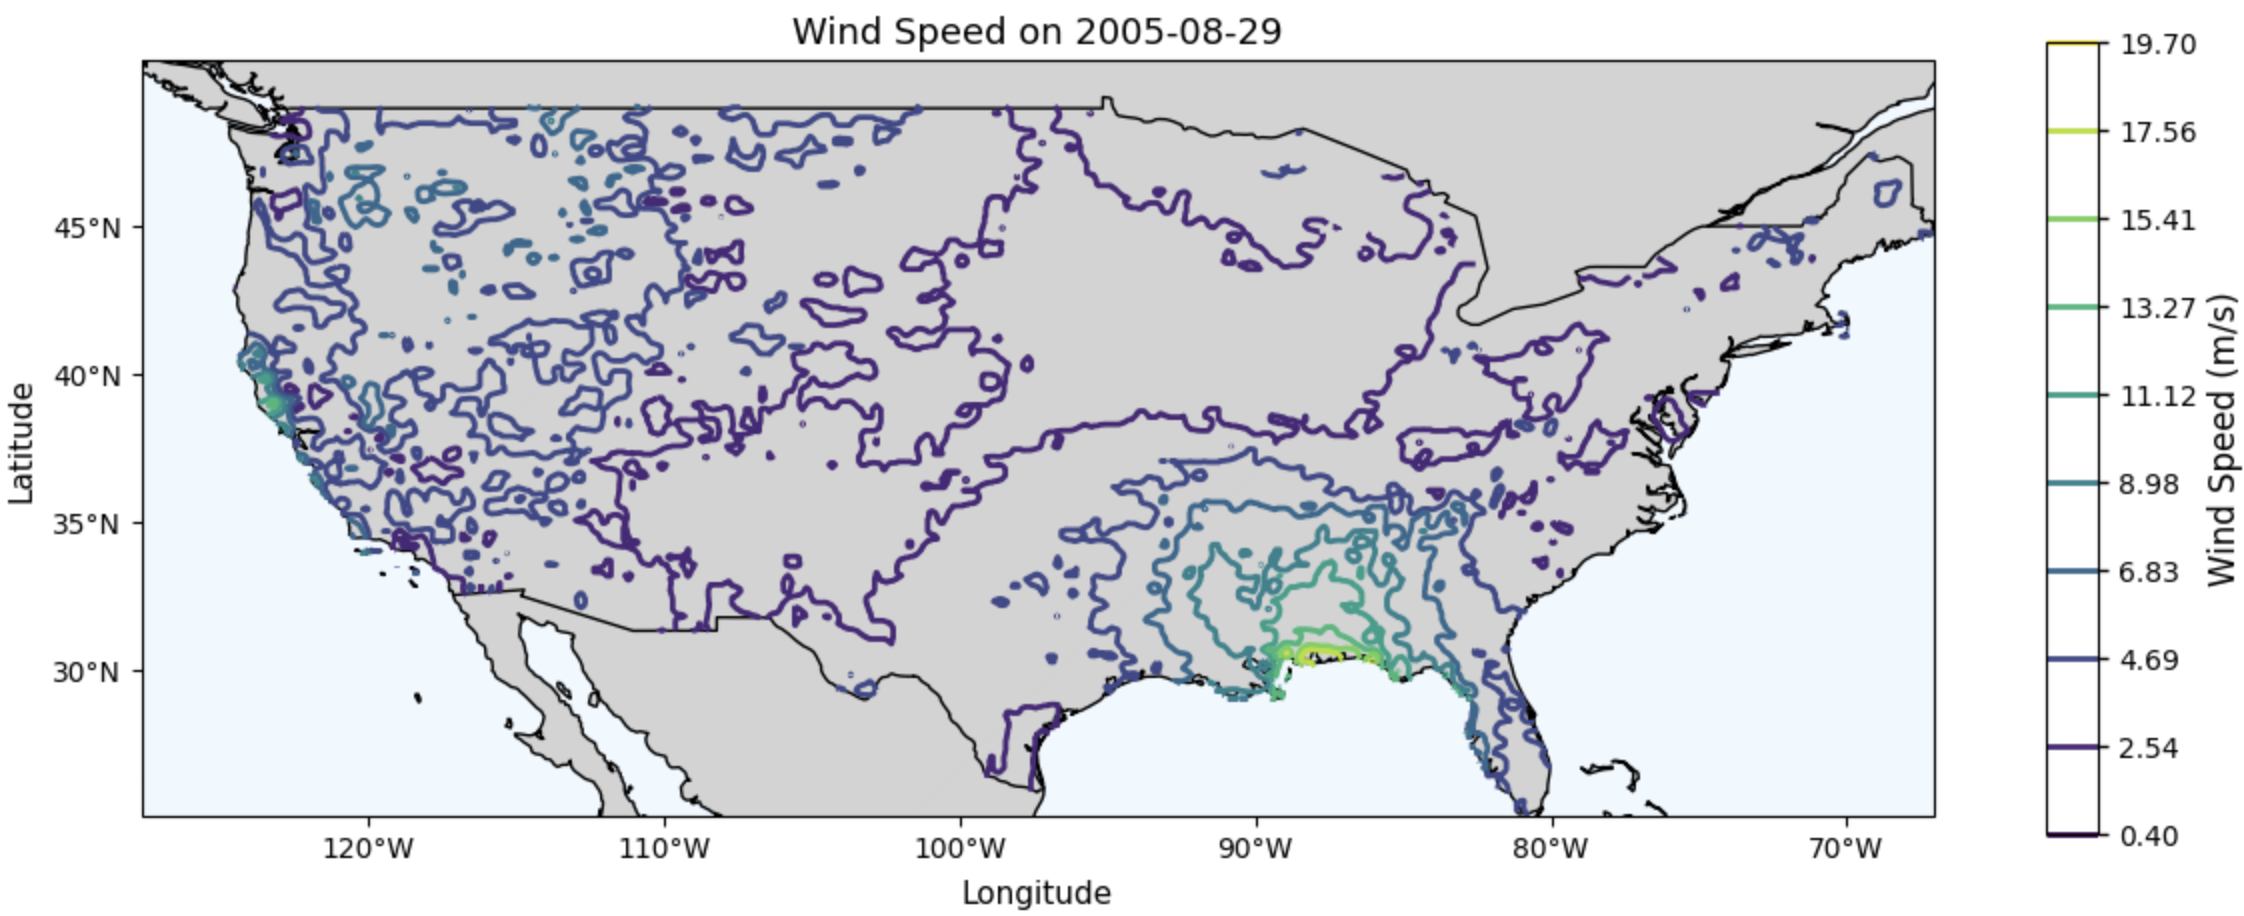 Wind Speed on 2005-08-29
45°N
40°N
35°N
30°N
Latitude
120°W
110°W
100°W
90°W
80°W
70°W
Longitude
19.70
17.56
15.41
13.27
11.12
8.98
6.83
4.69
2.54
0.40
Wind Speed (m/s)